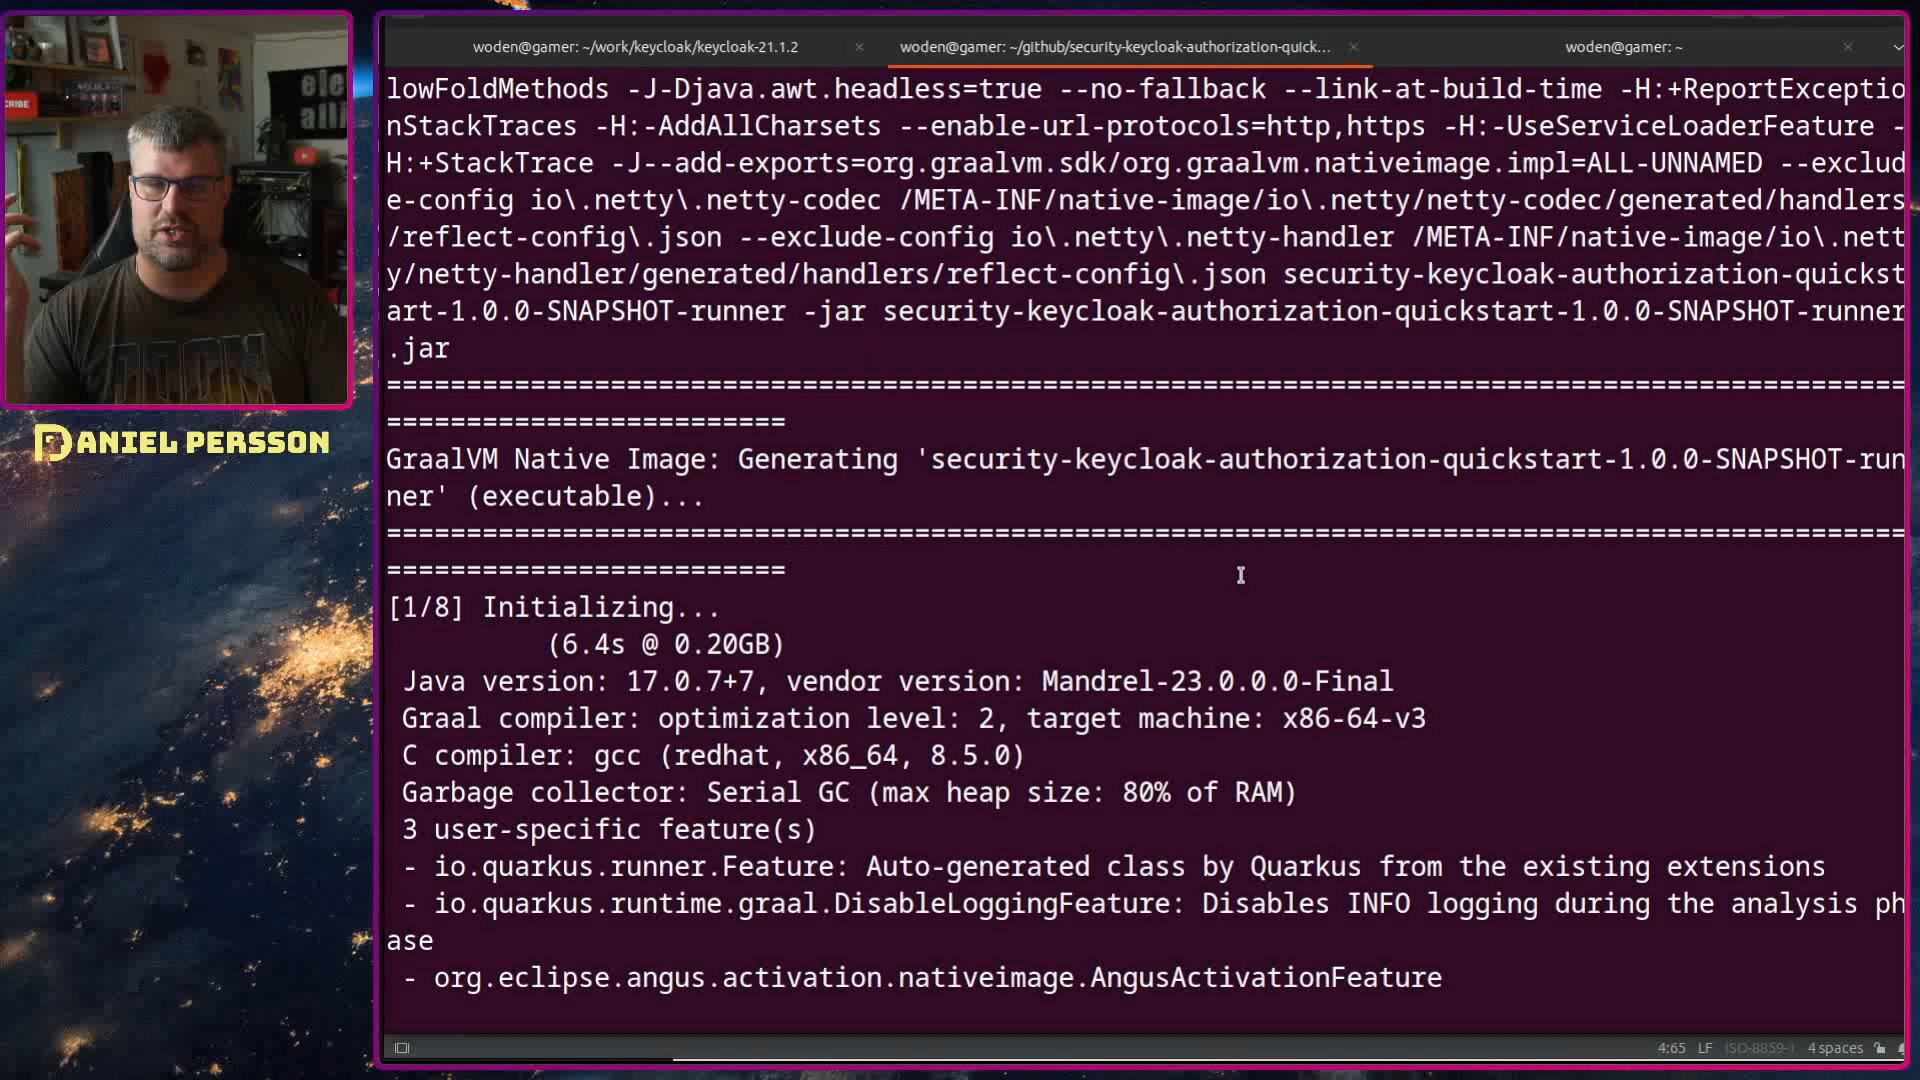 woden@gamer: ~/work/keycloak/keycloak-21.1.2
woden@gamer: ~/github/security-keycloak-authorization-quick...
woden@gamer: ~
lowFoldMethods -J-Djava.awt.headless=true --no-fallback --link-at-build-time -H:+ReportExceptio
nStackTraces -H:-AddAllCharsets --enable-url-protocols=http,https -H:-UseServiceLoaderFeature -
H:+StackTrace -J--add-exports=org.graalvm.sdk/org.graalvm.nativeimage.impl=ALL-UNNAMED --exclud
e-config io\.netty\.netty-codec /META-INF/native-image/io\.netty/netty-codec/generated/handlers
/reflect-config\.json --exclude-config io\.netty\.netty-handler /META-INF/native-image/io\.nett
y/netty-handler/generated/handlers/reflect-config\.json security-keycloak-authorization-quickst
art-1.0.0-SNAPSHOT-runner -jar security-keycloak-authorization-quickstart-1.0.0-SNAPSHOT-runner
.jar
===============================================================================================
=========================
GraalVM Native Image: Generating 'security-keycloak-authorization-quickstart-1.0.0-SNAPSHOT-run
ner' (executable)...
===============================================================================================
=========================
[1/8] Initializing...
(6.4s @ 0.20GB)
Java version: 17.0.7+7, vendor version: Mandrel-23.0.0.0-Final
Graal compiler: optimization level: 2, target machine: x86-64-v3
C compiler: gcc (redhat, x86_64, 8.5.0)
Garbage collector: Serial GC (max heap size: 80% of RAM)
3 user-specific feature(s)
- io.quarkus.runner.Feature: Auto-generated class by Quarkus from the existing extensions
- io.quarkus.runtime.graal.DisableLoggingFeature: Disables INFO logging during the analysis ph
ase
- org.eclipse.angus.activation.nativeimage.AngusActivationFeature
4:65 LF ISO-8859-1 4 spaces
CRIBE
DOOM
DANIEL PERSSON